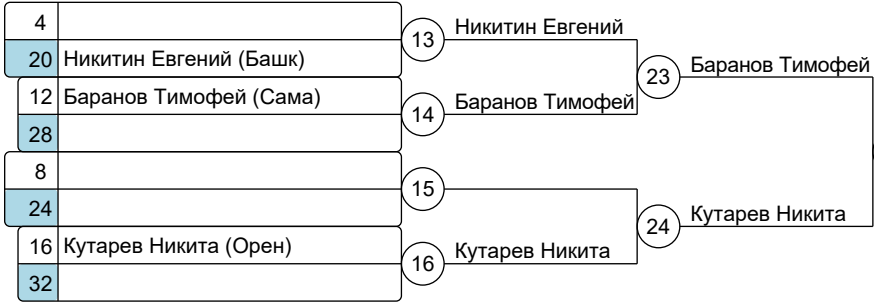 4
13
Никитин Евгений
20 Никитин Евгений (Башк)
23
Баранов Тимофей
12 Баранов Тимофей (Сама)
14
Баранов Тимофей
28
8
15
24
24
Кутарев Никита
16 Кутарев Никита (Орен)
16
Кутарев Никита
32